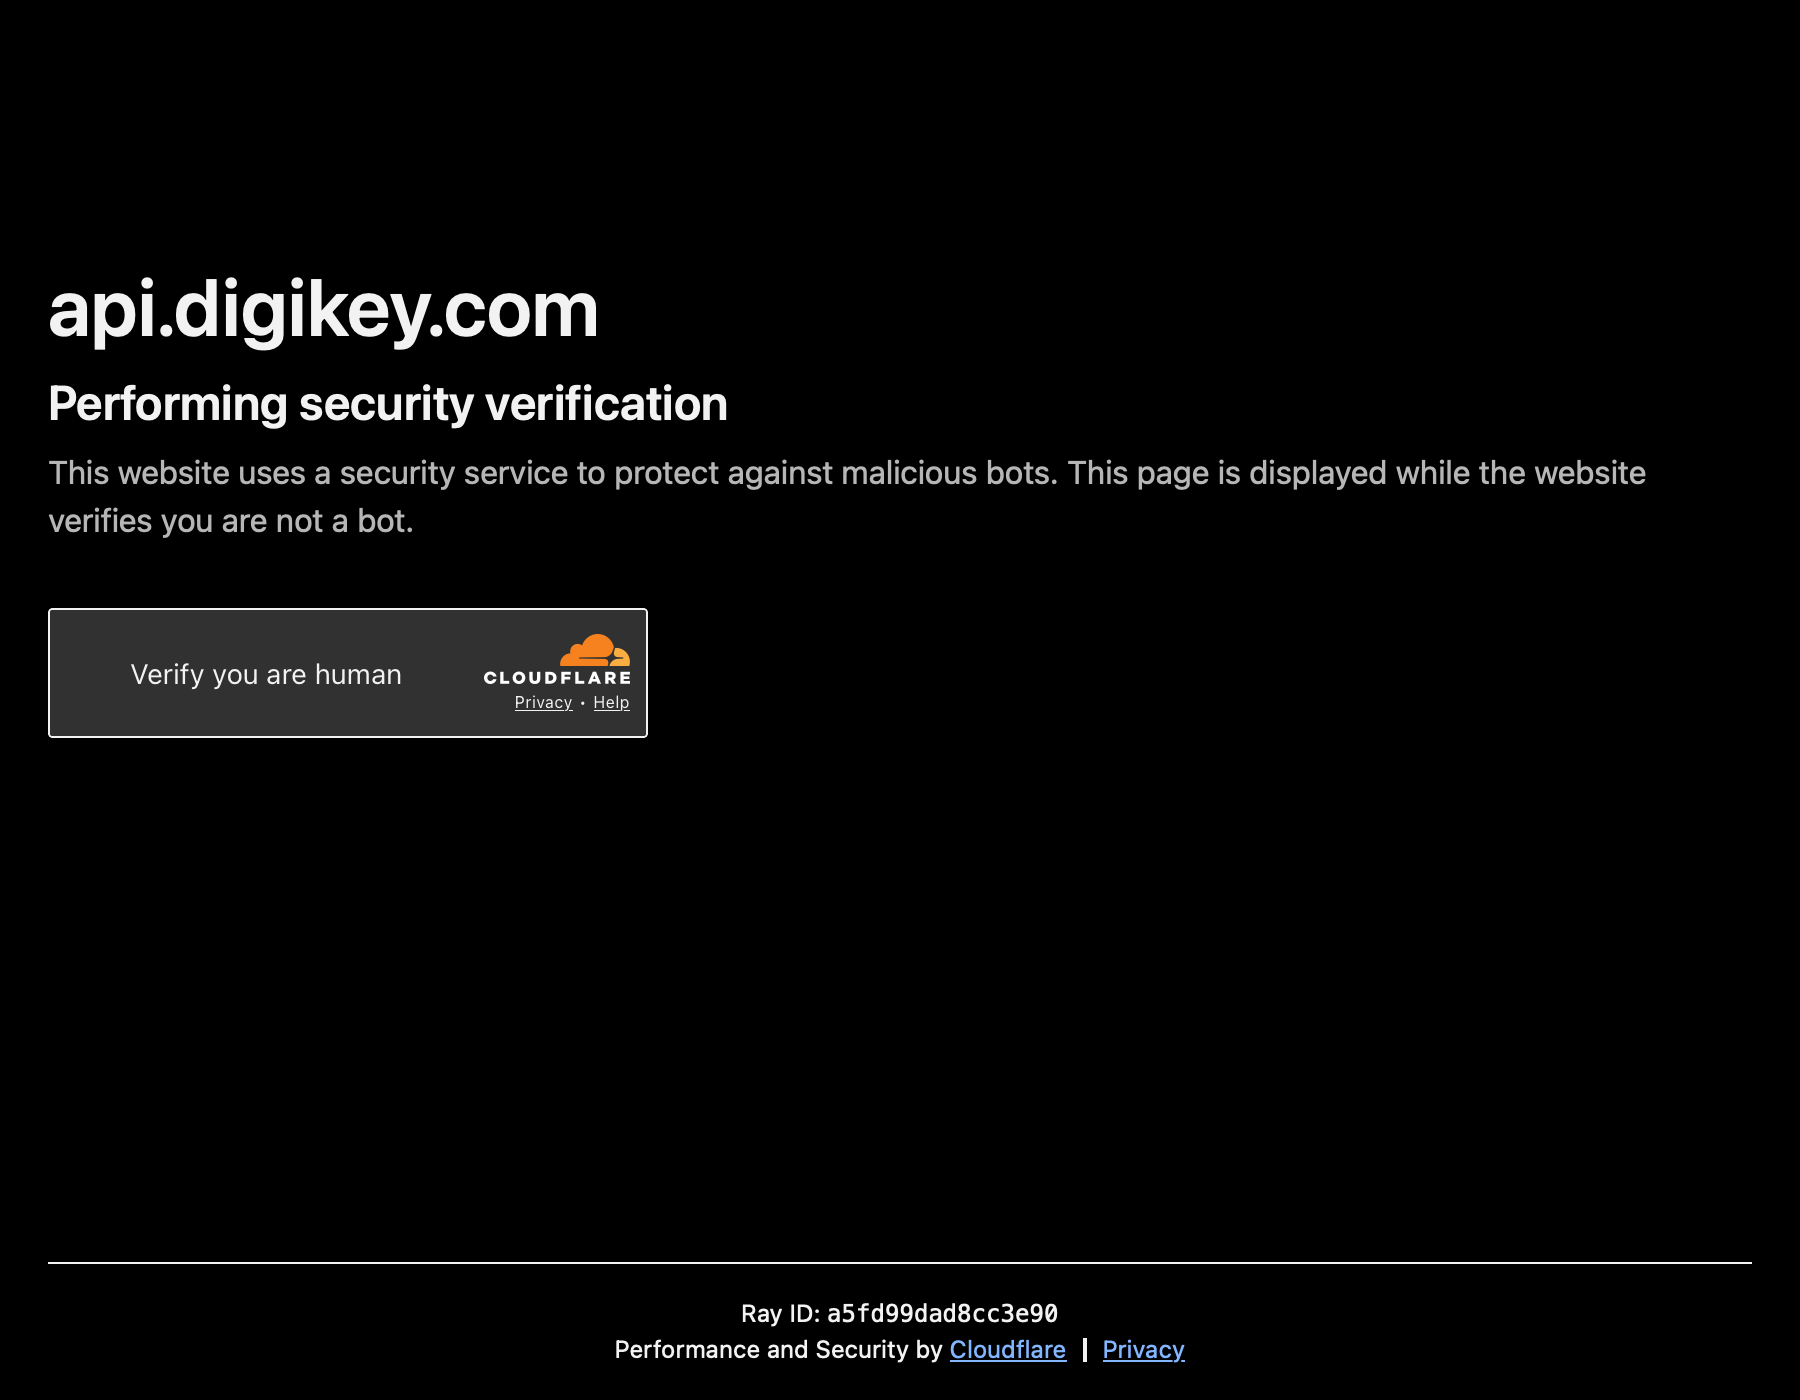 api.digikey.com
Performing security verification
This website uses a security service to protect against malicious bots. This page is displayed while the website
verifies you are not a bot.
Verify you are human
CLOUDFLARE
Privacy • Help
Ray ID: a5fd99dad8cc3e90
Performance and Security by Cloudflare | Privacy